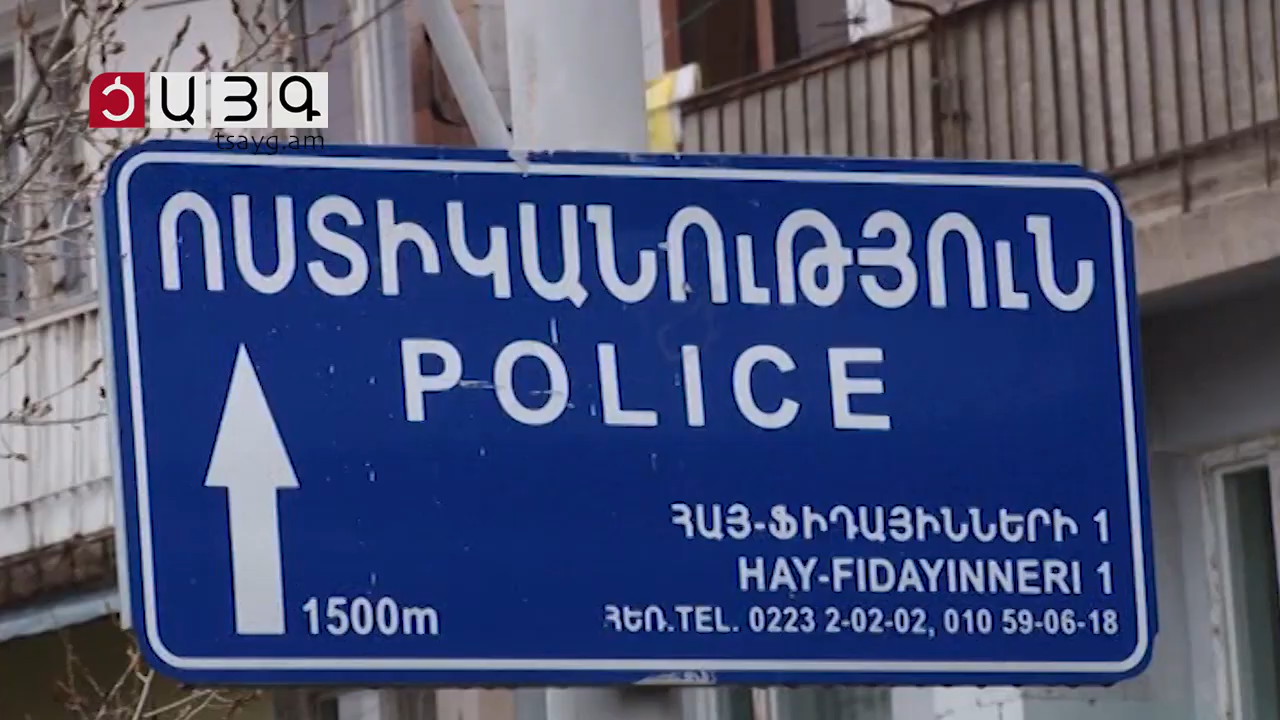 ԾԱՅԳ
tsayg.am
ՈՍՏԻԿԱՆՈՒԹՅՈՒՆ
POLICE
ՀԱՅ-ՖԻԴԱՅԻՆՆԵՐԻ 1
HAY-FIDAYINNERI 1
1500m
ՀԵՌ.TEL. 0223 2-02-02, 010 59-06-18